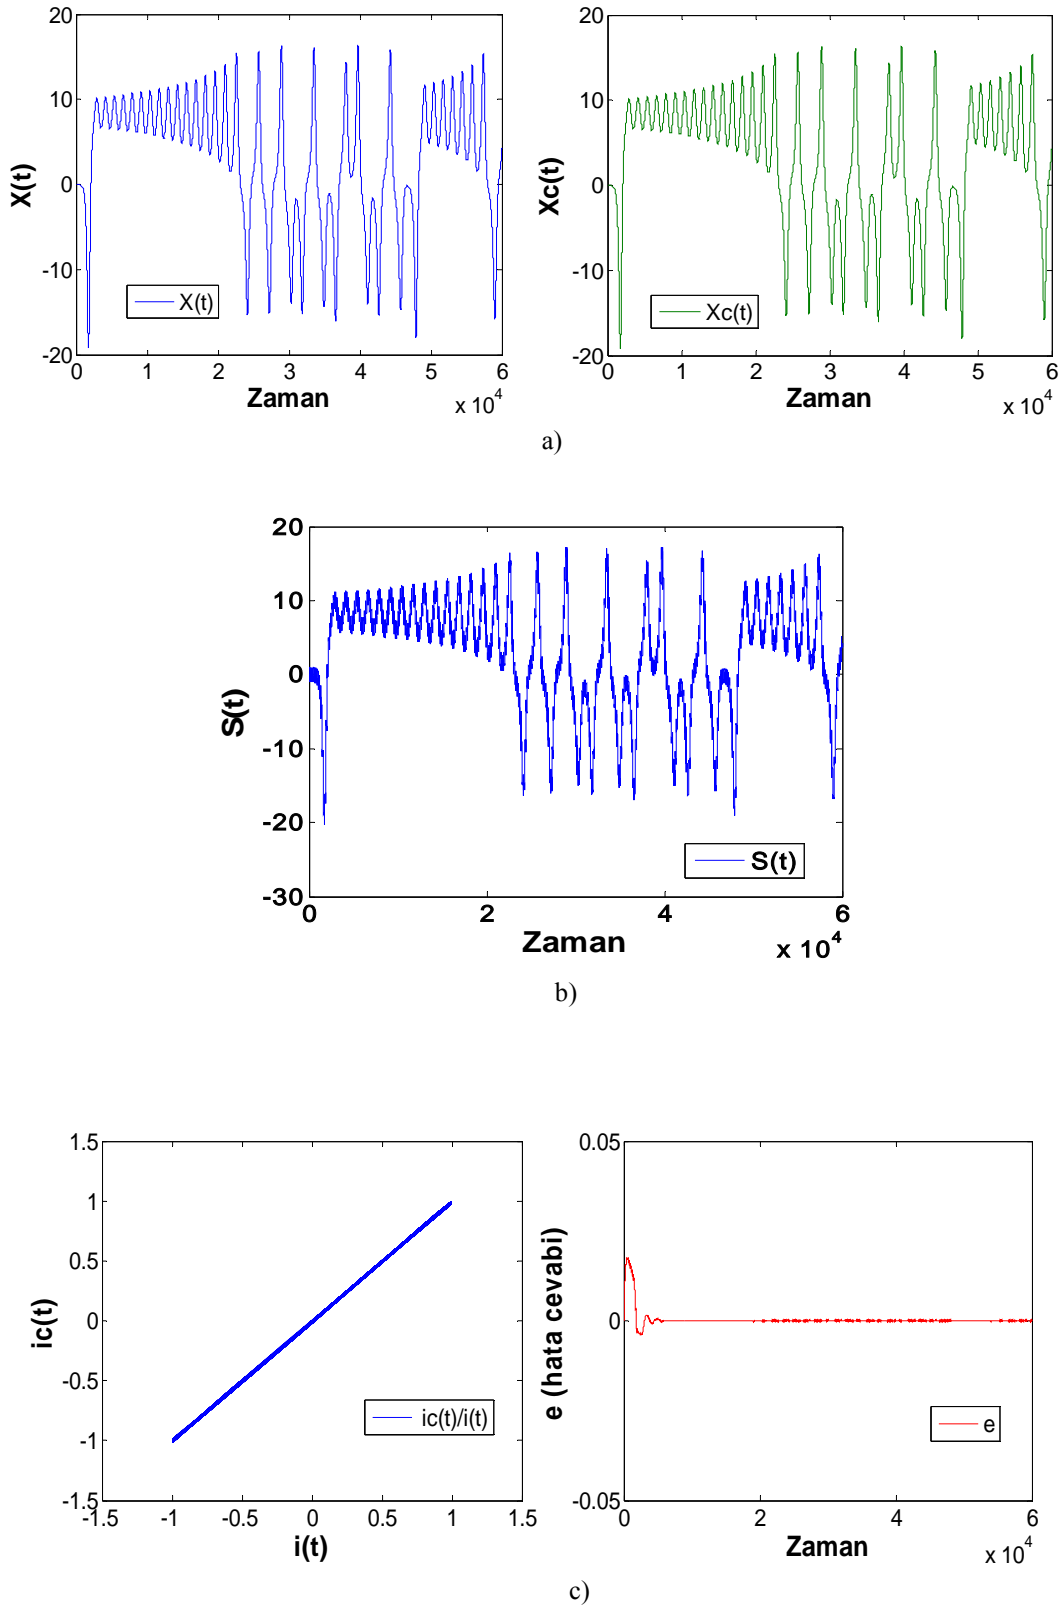 20
10
0
-10
-20
X(t)
X(t)
0 1 2 3 4 5 6
Zaman
x 10^4
20
10
0
-10
-20
Xc(t)
Xc(t)
0 1 2 3 4 5 6
Zaman
x 10^4
a)
20
10
0
-10
-20
-30
S(t)
S(t)
0 2 4 6
Zaman
x 10^4
b)
1.5
1
0.5
0
-0.5
-1
-1.5
ic(t)
ic(t)/i(t)
-1.5 -1 -0.5 0 0.5 1 1.5
i(t)
0.05
0
-0.05
e (hata cevabi)
e
0 2 4 6
Zaman
x 10^4
c)